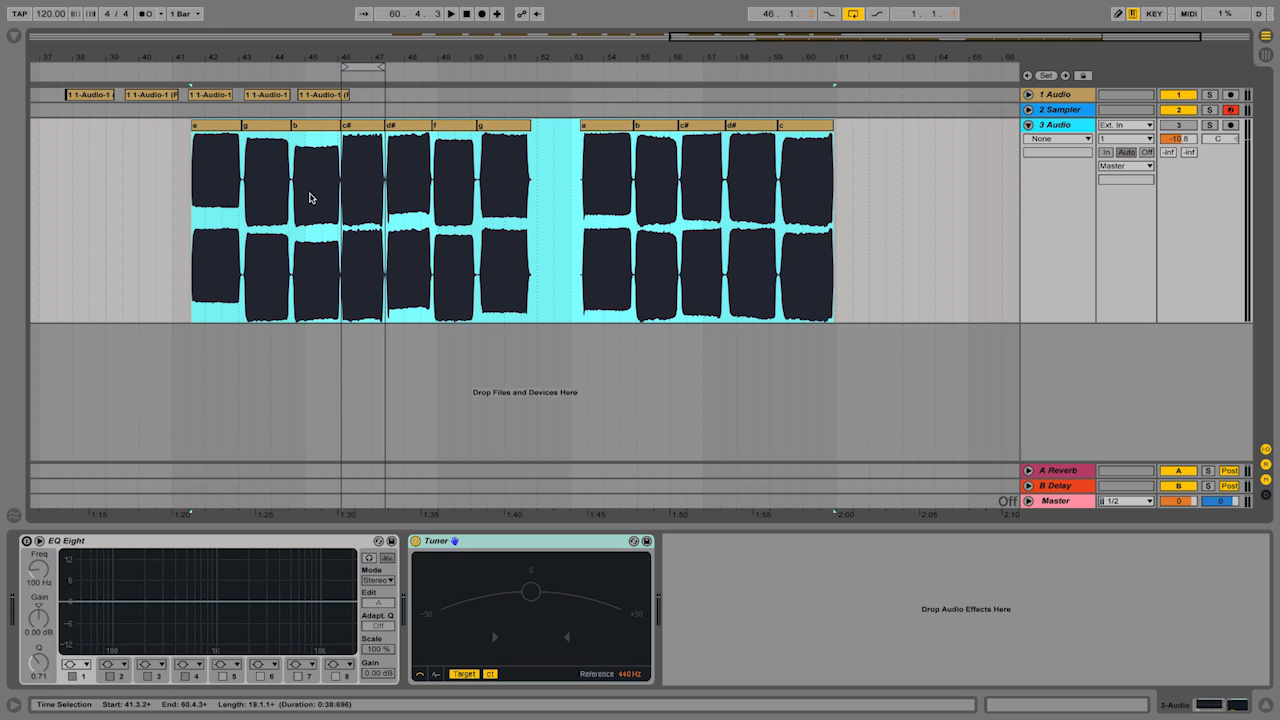 TAP 120.00 4 / 4 1 Bar 60 . 4 . 3 46 . 1 . 2 1 . 1 . 1 KEY MIDI 1 % D
37 38 39 40 41 42 43 44 45 46 47 48 49 50 51 52 53 54 55 56 57 58 59 60 61 62 63 64 65 66
Set
1 1-Audio-1 1 1-Audio-1 (F 1 1-Audio-1 1 1-Audio-1 ( 1 1-Audio-1 (F 1 Audio 1 S
2 Sampler 2 S
e g b c# d# f g a b c# d# c 3 Audio Ext. In 3 S
None 1 -10.8 C
In Auto Off -inf -inf
Master
Drop Files and Devices Here
A Reverb A S Post
B Delay B S Post
Off Master 1/2 0 0
1:15 1:20 1:25 1:30 1:35 1:40 1:45 1:50 1:55 2:00 2:05 2:10
EQ Eight
Freq
100 Hz
Gain
0.00 dB
Q
0.71
12
6
0
-6
-12
100 1K 10K
1 2 3 4 5 6 7 8
Mode
Stereo
Edit
A
Adapt. Q
Off
Scale
100 %
Gain
0.00 dB
Tuner
0
-50 +50
Target ct Reference 440 Hz
Drop Audio Effects Here
Time Selection Start: 41.3.2+ End: 60.4.3+ Length: 19.1.1+ (Duration: 0:38:696) 3-Audio